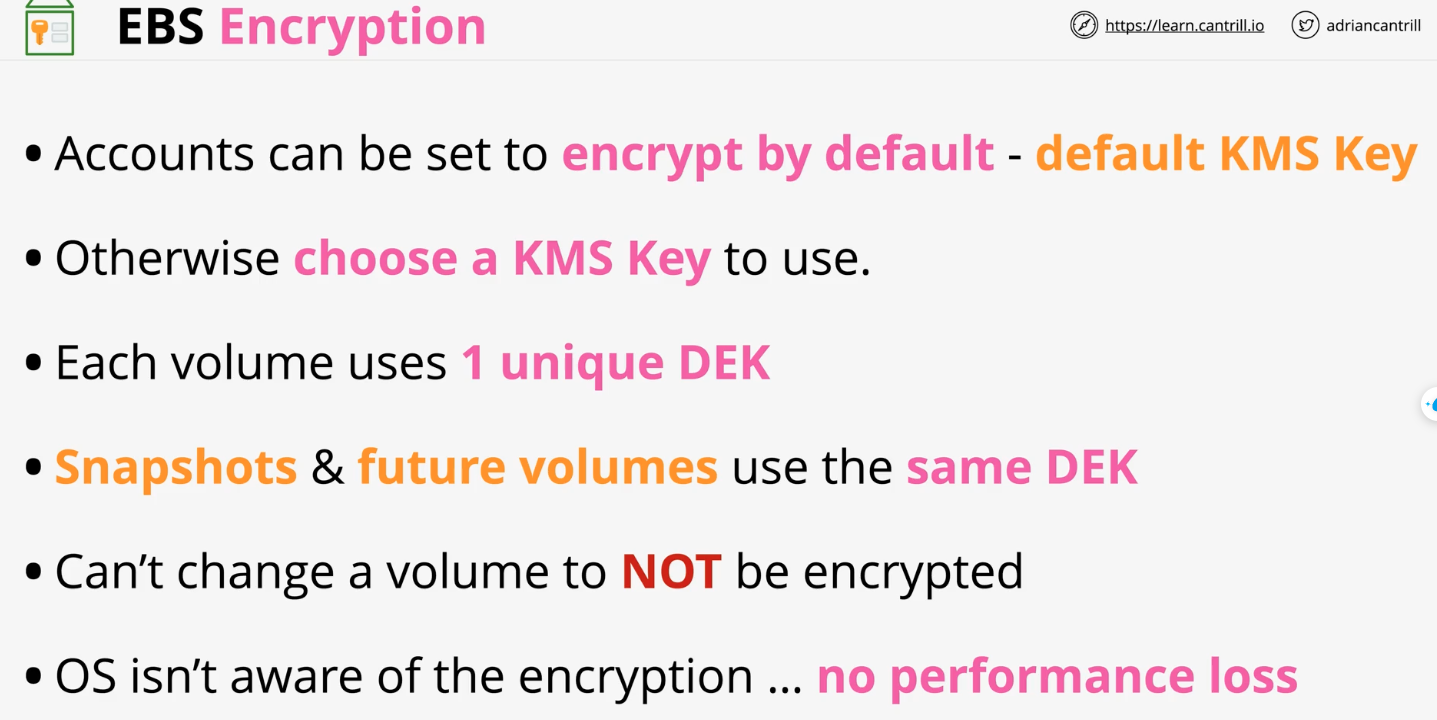 EBS Encryption
https://learn.cantrill.io
adriancantrill
• Accounts can be set to encrypt by default - default KMS Key
• Otherwise choose a KMS Key to use.
• Each volume uses 1 unique DEK
• Snapshots & future volumes use the same DEK
• Can’t change a volume to NOT be encrypted
• OS isn’t aware of the encryption … no performance loss